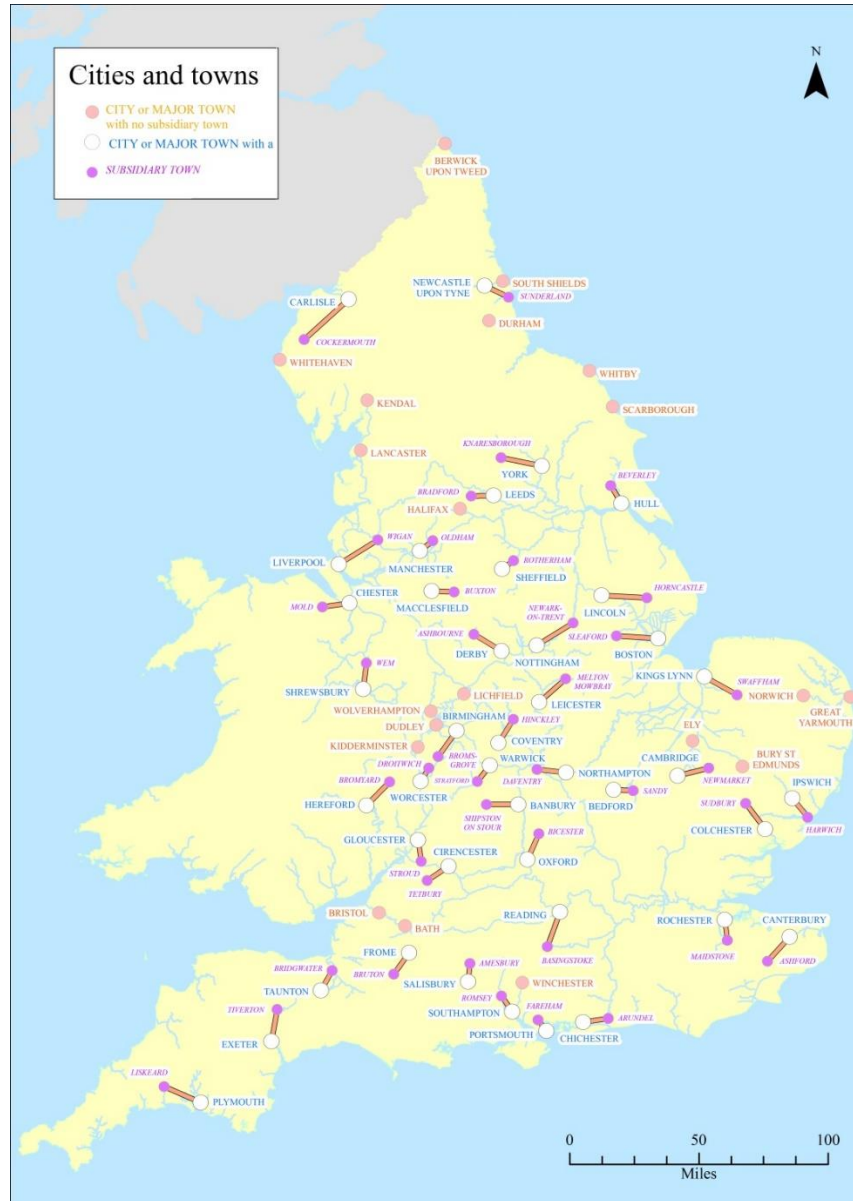 Cities and towns
CITY or MAJOR TOWN
with no subsidiary town
CITY or MAJOR TOWN with a
SUBSIDIARY TOWN
N
BERWICK
UPON TWEED
NEWCASTLE
UPON TYNE
SOUTH SHIELDS
SUNDERLAND
CARLISLE
DURHAM
COCKERMOUTH
WHITEHAVEN
WHITBY
KENDAL
SCARBOROUGH
KNARESBOROUGH
LANCASTER
YORK
BEVERLEY
BRADFORD
LEEDS
HULL
HALIFAX
WIGAN
OLDHAM
LIVERPOOL
MANCHESTER
ROTHERHAM
SHEFFIELD
CHESTER
MOLD
MACCLESFIELD
BUXTON
HORNCASTLE
LINCOLN
NEWARK-
ON-TRENT
ASHBOURNE
SLEAFORD
DERBY
NOTTINGHAM
BOSTON
WEM
SHREWSBURY
MELTON
MOWBRAY
KINGS LYNN
SWAFFHAM
LICHFIELD
LEICESTER
NORWICH
GREAT
YARMOUTH
WOLVERHAMPTON
BIRMINGHAM
HINCKLEY
DUDLEY
ELY
KIDDERMINSTER
COVENTRY
DROITWICH
BROMS-
GROVE
WARWICK
CAMBRIDGE
BURY ST
EDMUNDS
BROMYARD
STRATFORD
DAVENTRY
NORTHAMPTON
NEWMARKET
IPSWICH
WORCESTER
SANDY
HEREFORD
BEDFORD
SUDBURY
SHIPSTON
ON STOUR
BANBURY
HARWICH
COLCHESTER
GLOUCESTER
BICESTER
CIRENCESTER
OXFORD
STROUD
TETBURY
BRISTOL
READING
ROCHESTER
CANTERBURY
BATH
BASINGSTOKE
MAIDSTONE
ASHFORD
FROME
AMESBURY
BRIDGWATER
BRUTON
SALISBURY
WINCHESTER
TAUNTON
ROMSEY
FAREHAM
TIVERTON
SOUTHAMPTON
ARUNDEL
EXETER
PORTSMOUTH
CHICHESTER
LISKEARD
PLYMOUTH
0 50 100
Miles